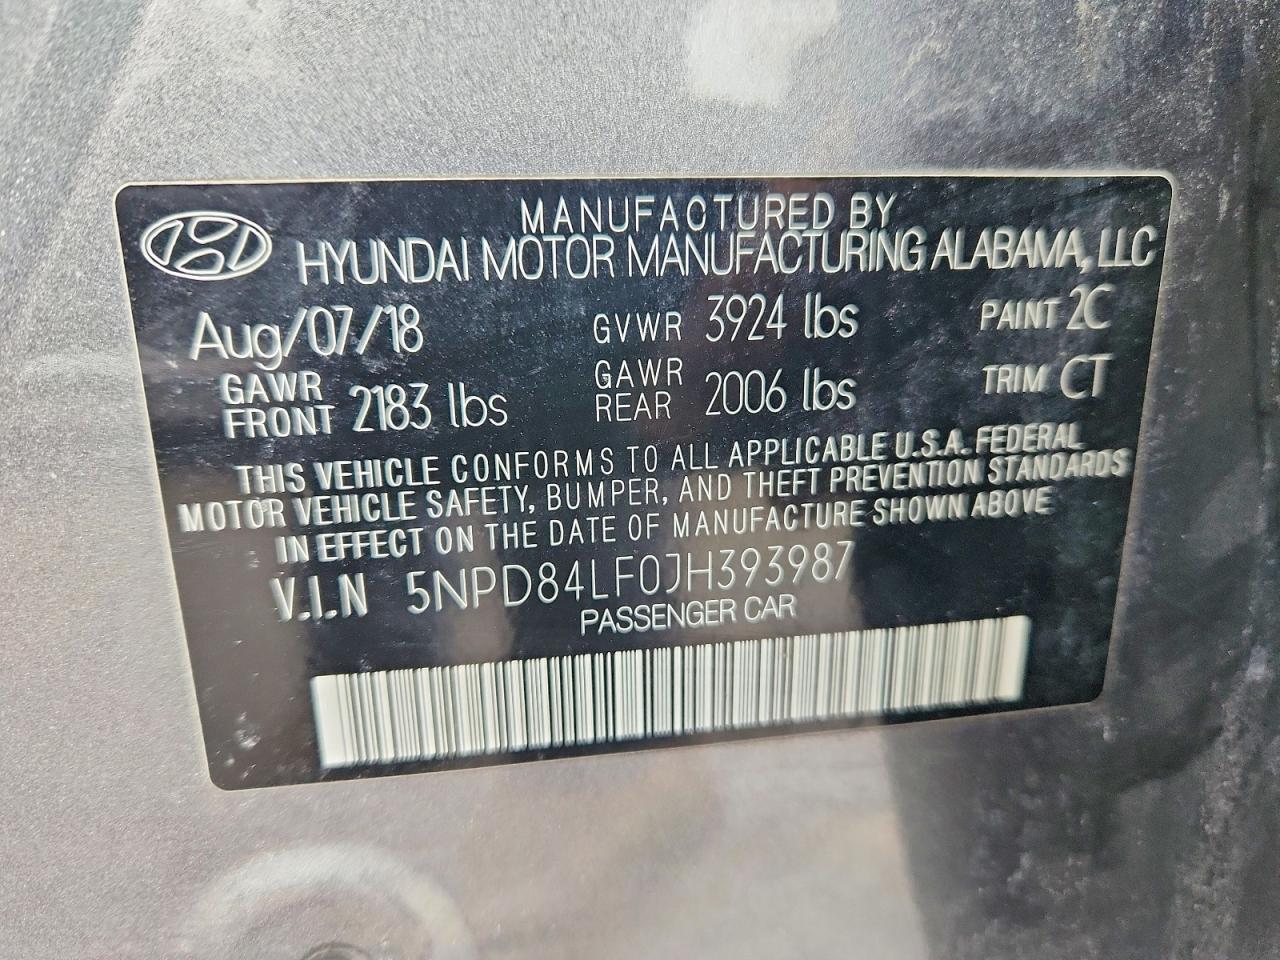 MANUFACTURED BY
HYUNDAI MOTOR MANUFACTURING ALABAMA, LLC
Aug/07/18 GVWR 3924 lbs PAINT 2C
GAWR FRONT 2183 lbs GAWR REAR 2006 lbs TRIM CT
THIS VEHICLE CONFORMS TO ALL APPLICABLE U.S.A. FEDERAL
MOTOR VEHICLE SAFETY, BUMPER, AND THEFT PREVENTION STANDARDS
IN EFFECT ON THE DATE OF MANUFACTURE SHOWN ABOVE
V.I.N 5NPD84LF0JH393987
PASSENGER CAR